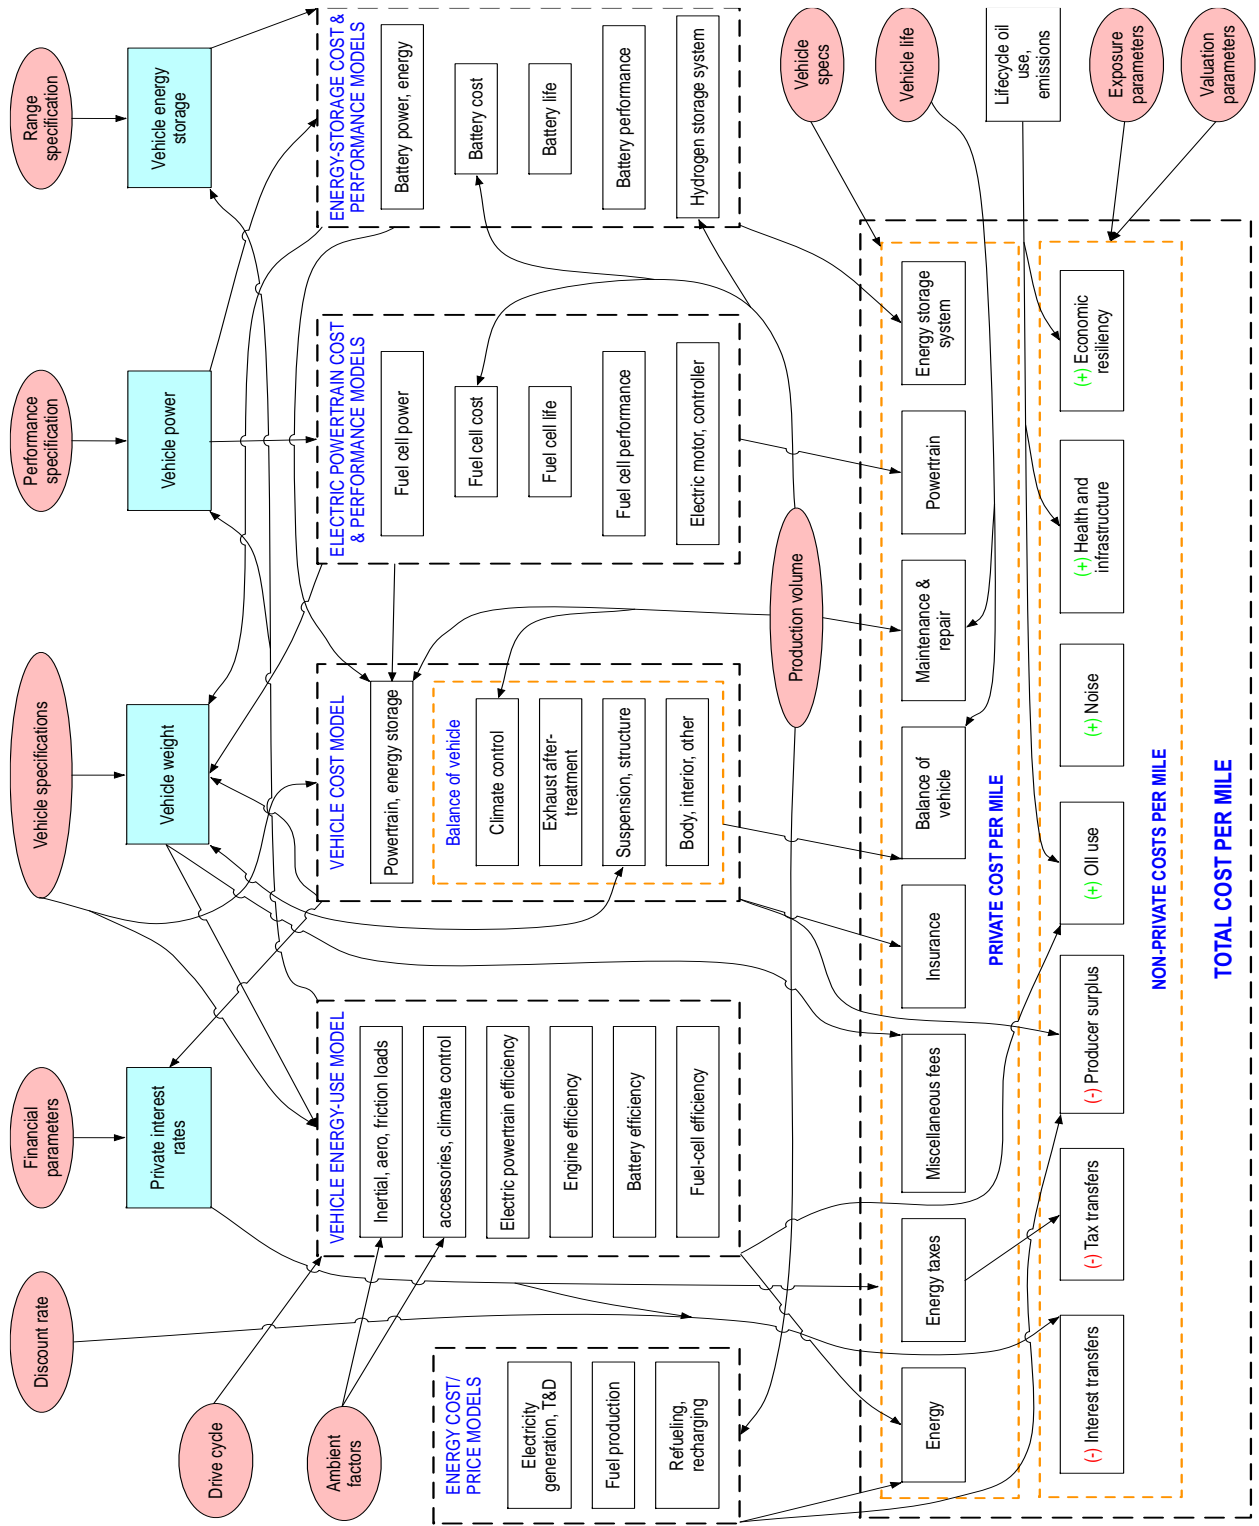 Discount rate
Financial
parameters
Vehicle specifications
Performance
specification
Range
specification
Drive cycle
Private interest
rates
Vehicle weight
Vehicle power
Vehicle energy
storage
Ambient
factors
ENERGY COST/
PRICE MODELS
Electricity
generation, T&D
Fuel production
Refueling,
recharging
VEHICLE ENERGY-USE MODEL
Inertial, aero, friction loads
accessories, climate control
Electric powertrain efficiency
Engine efficiency
Battery efficiency
Fuel-cell efficiency
VEHICLE COST MODEL
Powertrain, energy storage
Balance of vehicle
Climate control
Exhaust after-
treatment
Suspension, structure
Body, interior, other
ELECTRIC POWERTRAIN COST
& PERFORMANCE MODELS
Fuel cell power
Fuel cell cost
Fuel cell life
Fuel cell performance
Electric motor, controller
ENERGY-STORAGE COST &
PERFORMANCE MODELS
Battery power, energy
Battery cost
Battery life
Battery performance
Hydrogen storage system
Production volume
Vehicle
specs
Vehicle life
Lifecycle oil
use,
emissions
Exposure
parameters
Valuation
parameters
Energy
Energy taxes
Miscellaneous fees
Insurance
Balance of
vehicle
Maintenance &
repair
Powertrain
Energy storage
system
PRIVATE COST PER MILE
(-) Interest transfers
(-) Tax transfers
(-) Producer surplus
(+) OIl use
(+) Noise
(+) Health and
infrastructure
(+) Economic
resiliency
NON-PRIVATE COSTS PER MILE
TOTAL COST PER MILE